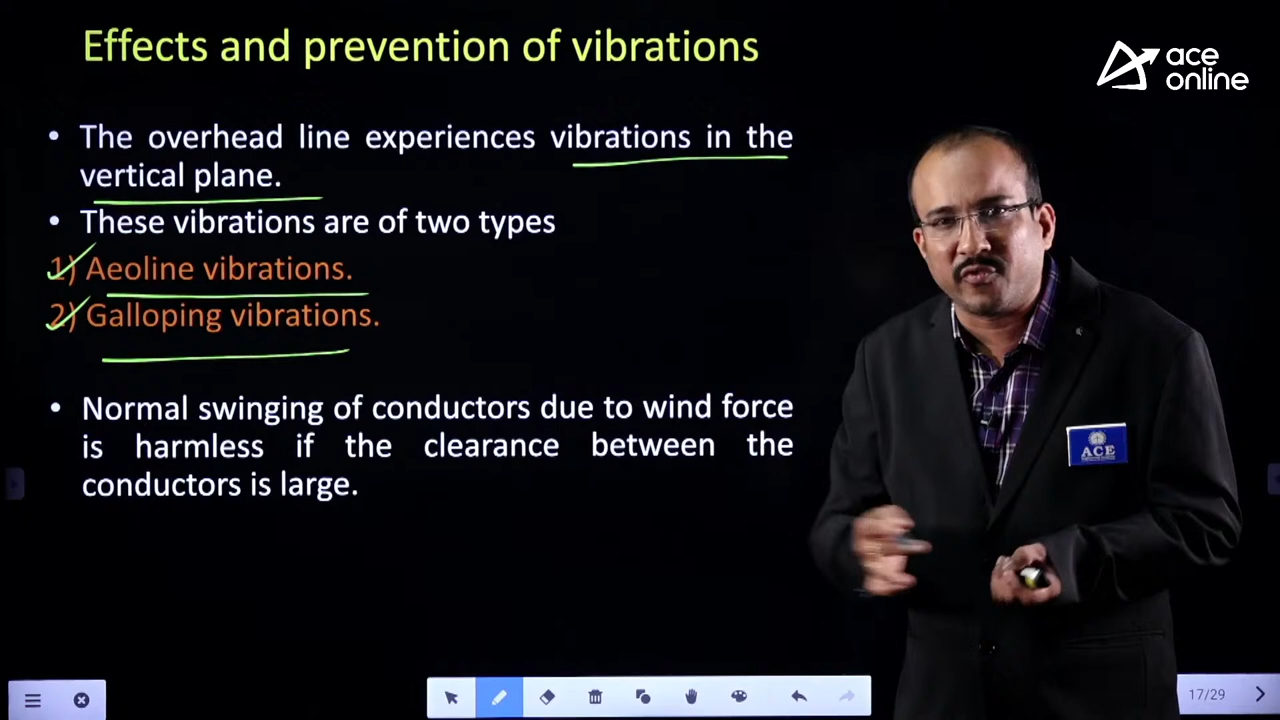 Effects and prevention of vibrations
ace
online
• The overhead line experiences vibrations in the
vertical plane.
• These vibrations are of two types
1) Aeoline vibrations.
2) Galloping vibrations.
• Normal swinging of conductors due to wind force
is harmless if the clearance between the
conductors is large.
ACE
17/29